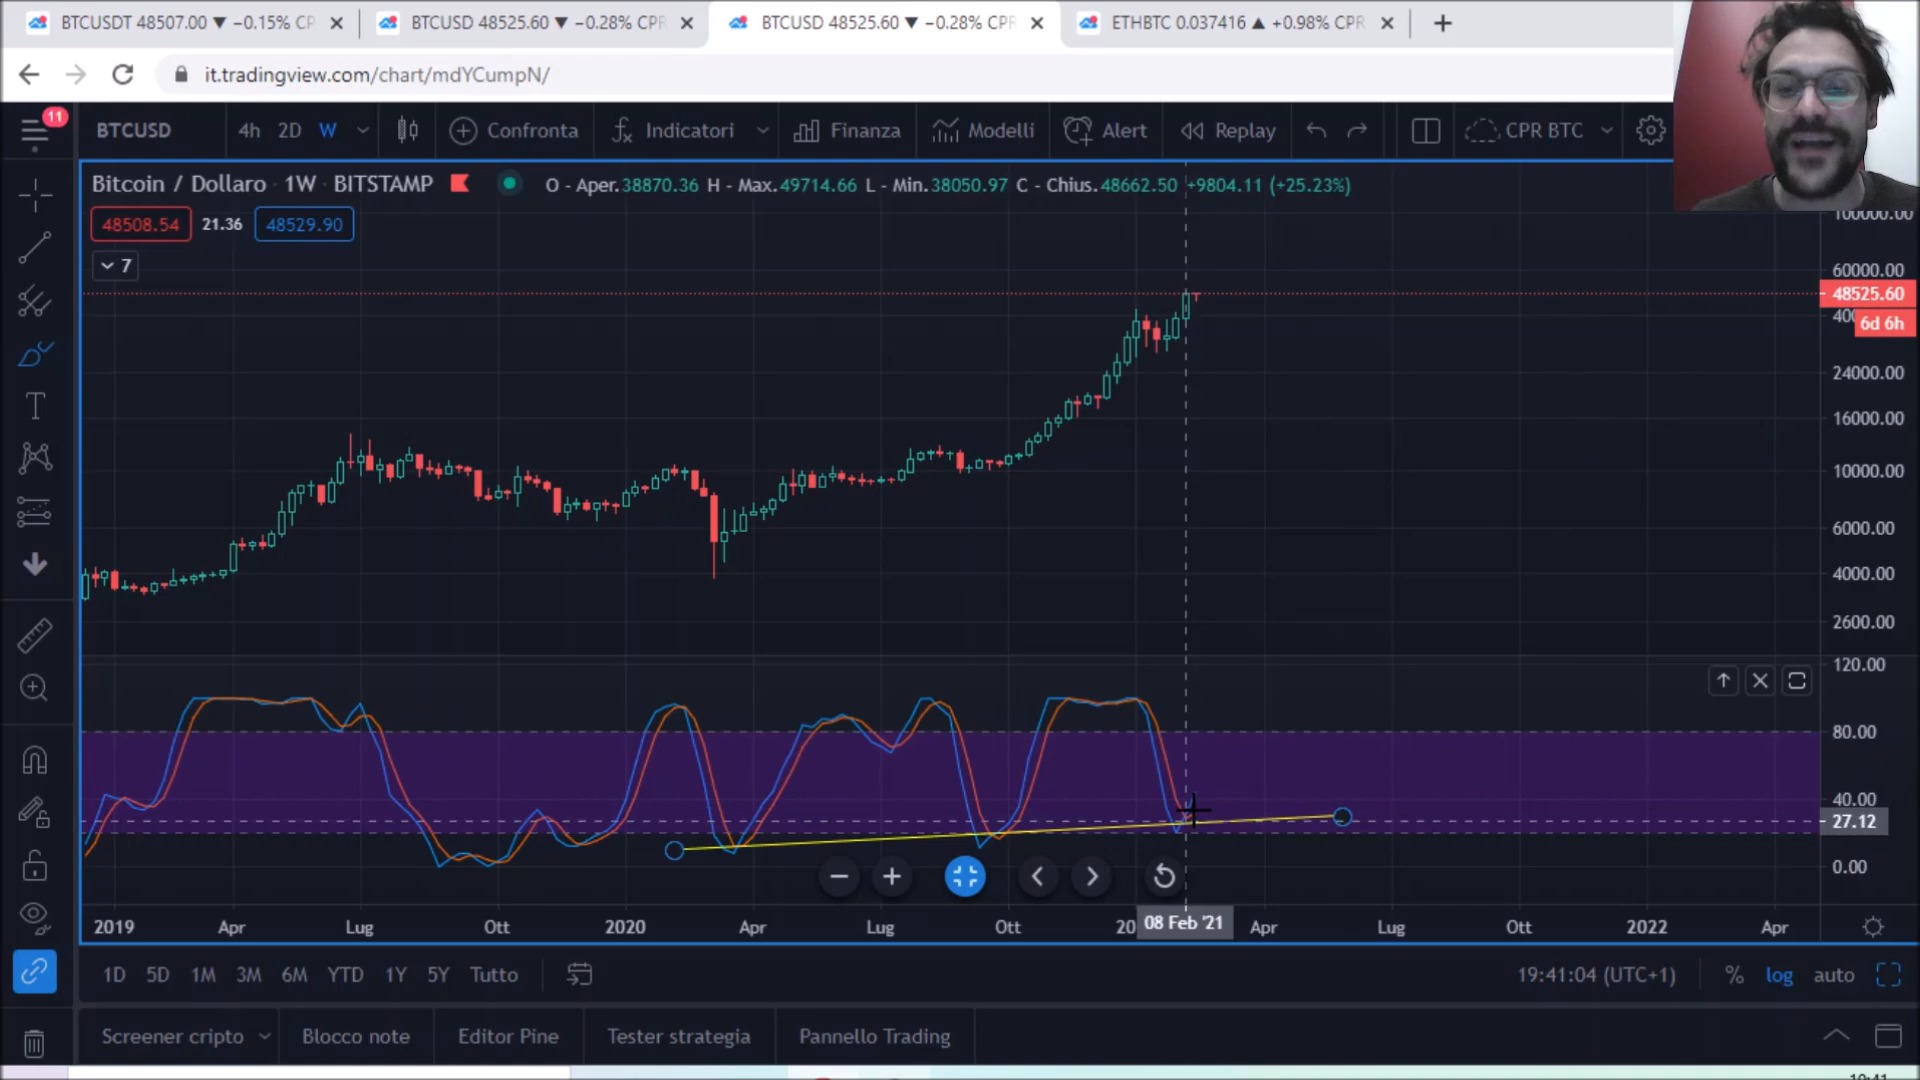 BTCUSDT 48507.00 ▼ −0.15% CP
BTCUSD 48525.60 ▼ −0.28% CPR
BTCUSD 48525.60 ▼ −0.28% CPR
ETHBTC 0.037416 ▲ +0.98% CPR
it.tradingview.com/chart/mdYCumpN/
11
BTCUSD 4h 2D W Confronta Indicatori Finanza Modelli Alert Replay CPR BTC
Bitcoin / Dollaro · 1W · BITSTAMP O - Aper.38870.36 H - Max.49714.66 L - Min.38050.97 C - Chius.48662.50 +9804.11 (+25.23%)
48508.54 21.36 48529.90
7
100000.00
60000.00
48525.60
6d 6h
24000.00
16000.00
10000.00
6000.00
4000.00
2600.00
120.00
80.00
40.00
27.12
0.00
2019 Apr Lug Ott 2020 Apr Lug Ott 20 08 Feb '21 Apr Lug Ott 2022 Apr
1D 5D 1M 3M 6M YTD 1Y 5Y Tutto 19:41:04 (UTC+1) % log auto
Screener cripto Blocco note Editor Pine Tester strategia Pannello Trading